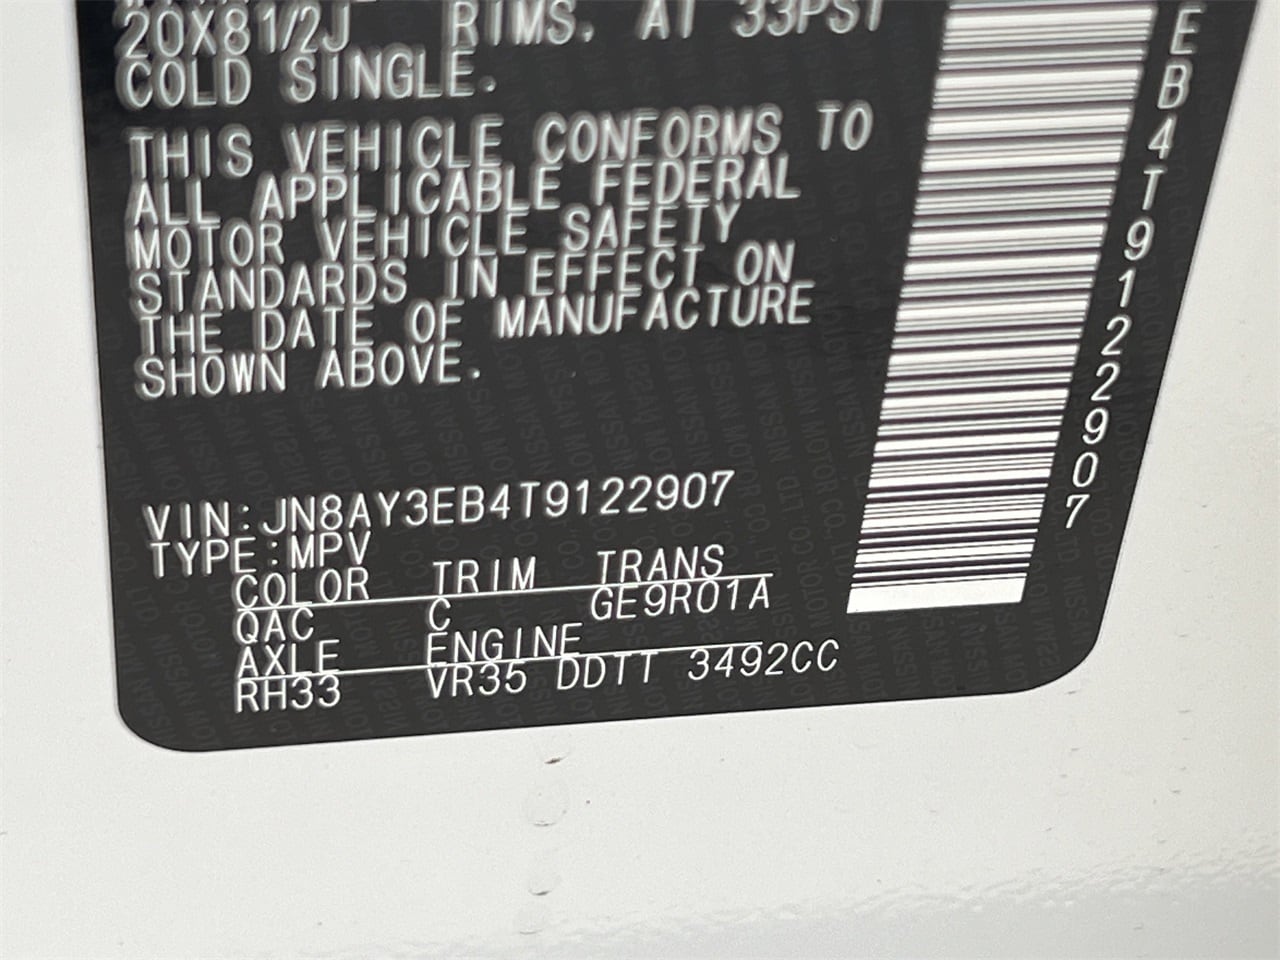 20X81/2J RIMS. AT 33PSI
COLD SINGLE.
THIS VEHICLE CONFORMS TO
ALL APPLICABLE FEDERAL
MOTOR VEHICLE SAFETY
STANDARDS IN EFFECT ON
THE DATE OF MANUFACTURE
SHOWN ABOVE.
VIN:JN8AY3EB4T9122907
TYPE:MPV
COLOR TRIM TRANS
QAC C GE9R01A
AXLE ENGINE
RH33 VR35 DDTT 3492CC
EB4T9122907